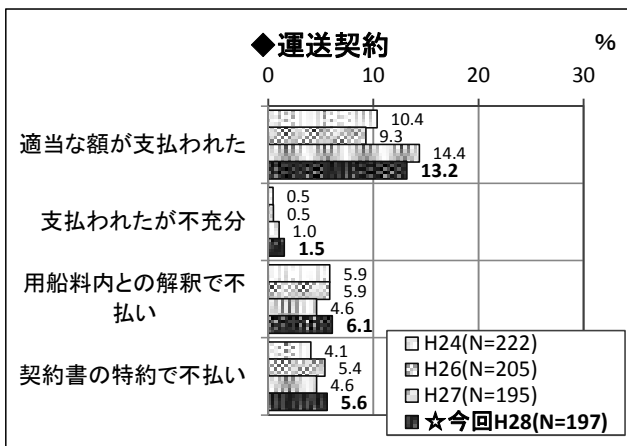 ◆運送契約
%
0 10 20 30
適当な額が支払われた
10.4
9.3
14.4
13.2
支払われたが不充分
0.5
0.5
1.0
1.5
用船料内との解釈で不
払い
5.9
5.9
4.6
6.1
契約書の特約で不払い
4.1
5.4
4.6
5.6
H24(N=222)
H26(N=205)
H27(N=195)
☆今回H28(N=197)